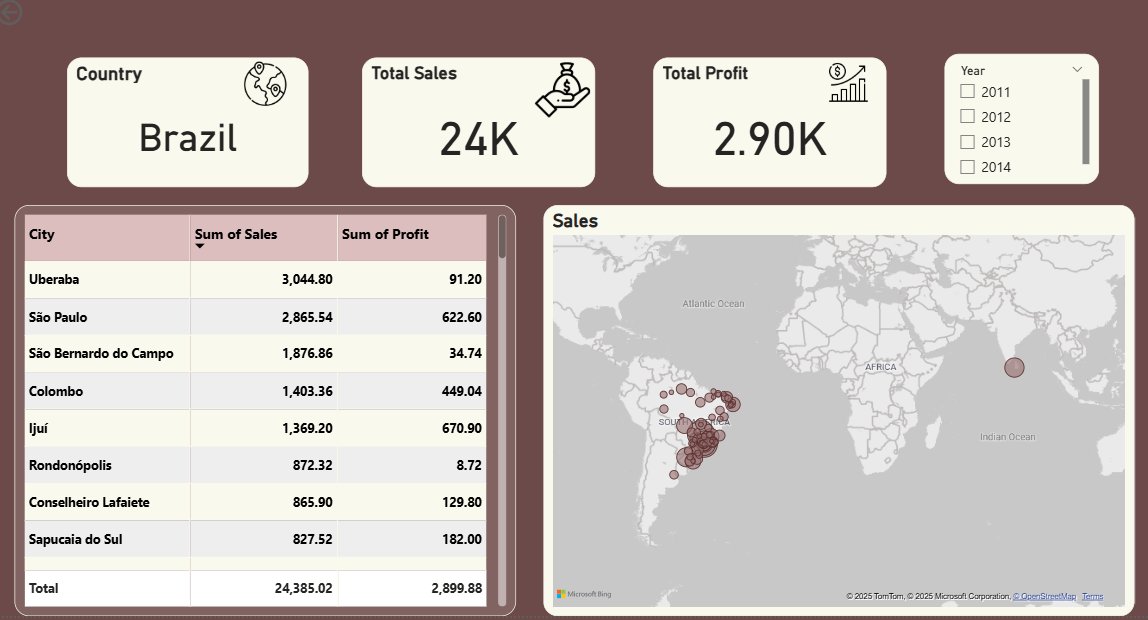 Country
Brazil
Total Sales
24K
Total Profit
2.90K
Year
2011
2012
2013
2014
City Sum of Sales Sum of Profit
Uberaba 3,044.80 91.20
São Paulo 2,865.54 622.60
São Bernardo do Campo 1,876.86 34.74
Colombo 1,403.36 449.04
Ijuí 1,369.20 670.90
Rondonópolis 872.32 8.72
Conselheiro Lafaiete 865.90 129.80
Sapucaia do Sul 827.52 182.00
Total 24,385.02 2,899.88
Sales
Atlantic Ocean
AFRICA
SOUTH AMERICA
Indian Ocean
Microsoft Bing
© 2025 TomTom, © 2025 Microsoft Corporation, © OpenStreetMap Terms